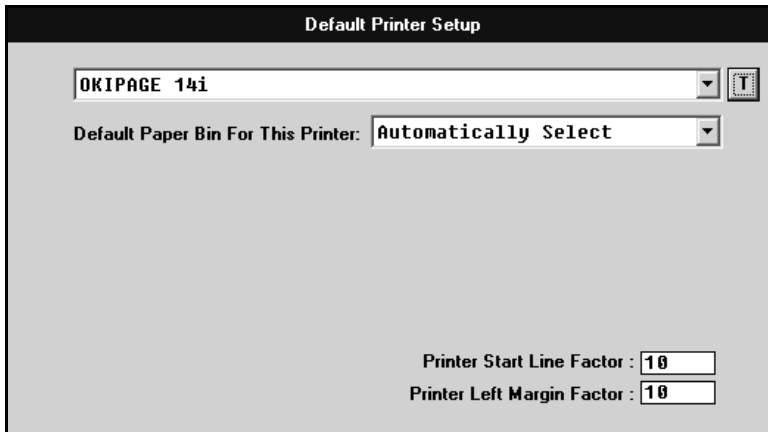 Default Printer Setup
OKIPAGE 14i
T
Default Paper Bin For This Printer: Automatically Select
Printer Start Line Factor : 10
Printer Left Margin Factor : 10